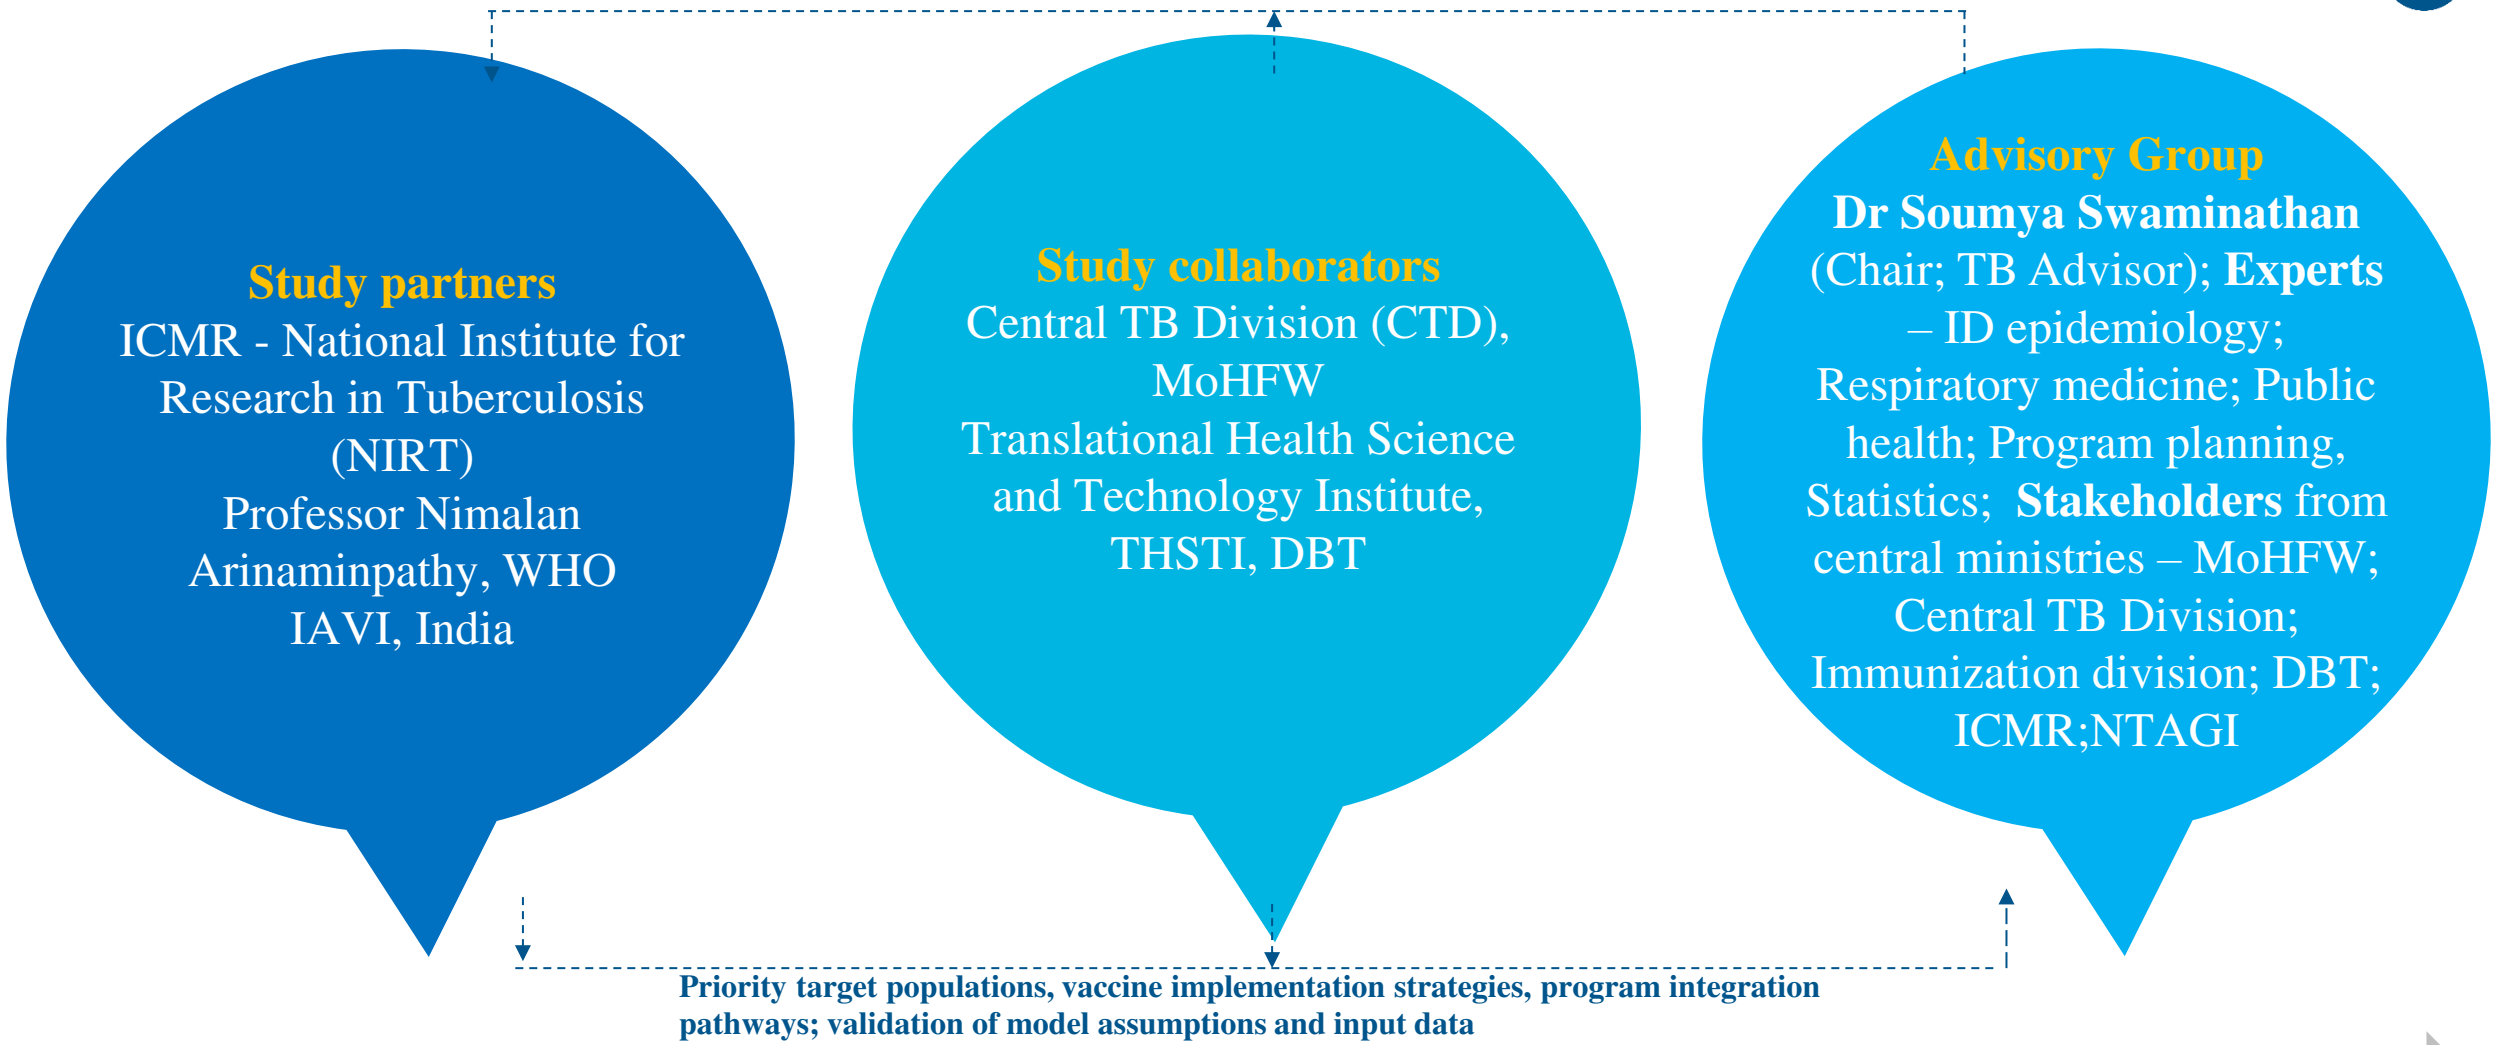 Study partners
ICMR - National Institute for
Research in Tuberculosis
(NIRT)
Professor Nimalan
Arinaminpathy, WHO
IAVI, India
Study collaborators
Central TB Division (CTD),
MoHFW
Translational Health Science
and Technology Institute,
THSTI, DBT
Advisory Group
Dr Soumya Swaminathan
(Chair; TB Advisor); Experts
– ID epidemiology;
Respiratory medicine; Public
health; Program planning,
Statistics; Stakeholders from
central ministries – MoHFW;
Central TB Division;
Immunization division; DBT;
ICMR;NTAGI
Priority target populations, vaccine implementation strategies, program integration
pathways; validation of model assumptions and input data